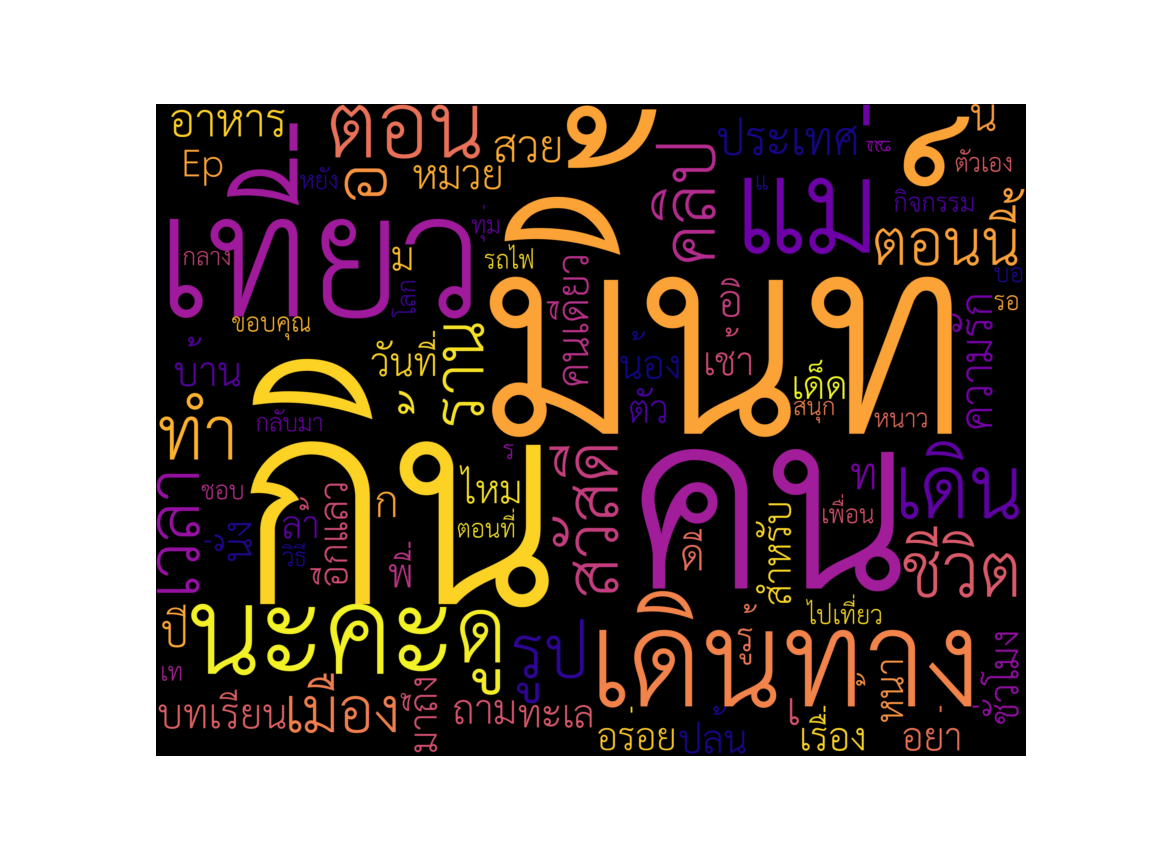 อาหาร
ตอน
สวย
ประเทศ
Ep
หยัง
หมวย
คลิป
แม
ตัวเอง
กิจกรรม
เที่ยว
ทุ่ม
กลาง
ม
รถไฟ
ตอนนี้
โลก
ขอบคุณ
มินท
คนเดียว
อิ
รอ
ความรัก
บ้าน
วันที่
ร้าน
น้อง
เช้า
เด็ด
สนุก
หนาว
ตัว
ทำ
กลับมา
กิน
คน
เวลา
ชอบ
นัง
ล้า
วิธี
อีกแล้ว
ก
ไหม
ตอนที่
ร
พี่
สวัสดี
ดี
สำหรับ
ท
เพื่อน
เดิน
ชีวิต
ปี
นะคะ
ดู
รูป
เดินทาง
รู้
ไปเที่ยว
ชั่วโมง
เท
บทเรียน
เมือง
มาถึง
ถาม
ทะเล
อร่อย
ปล้น
เรื่อง
หน้า
อย่า